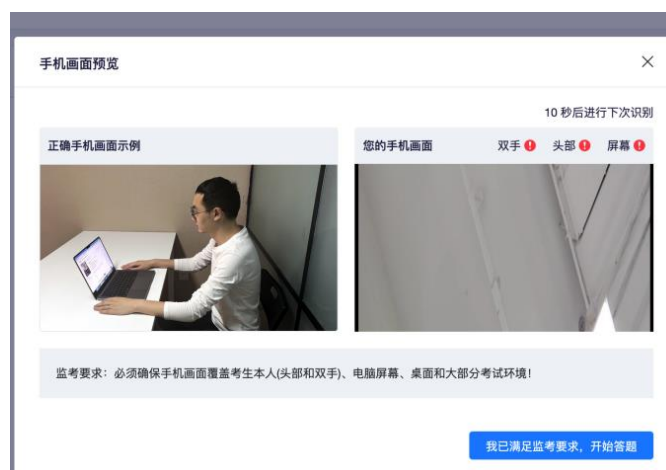 手机画面预览
10 秒后进行下次识别
正确手机画面示例
您的手机画面 双手 头部 屏幕
监考要求：必须确保手机画面覆盖考生本人(头部和双手)、电脑屏幕、桌面和大部分考试环境！
我已满足监考要求，开始答题